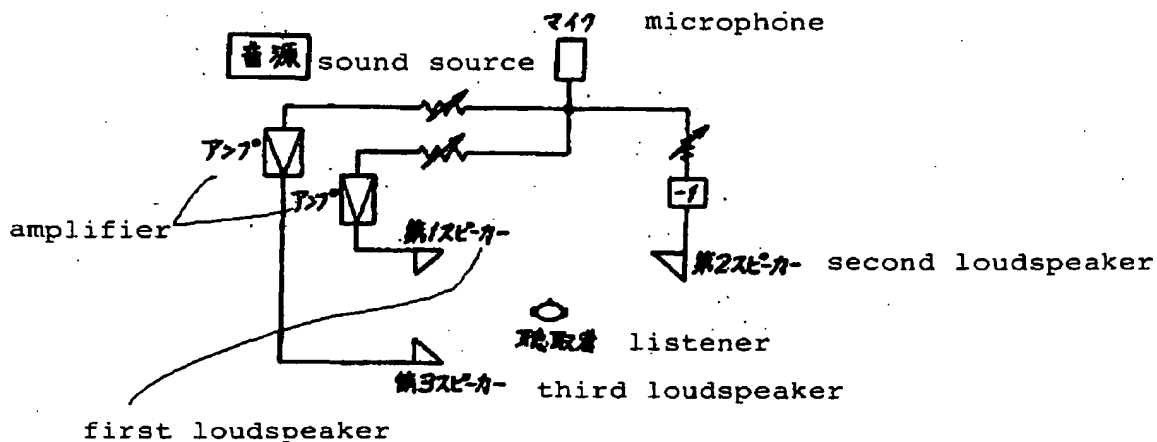 マイク microphone
音源 sound source
アンプ
アンプ
-1
amplifier
第1スピーカー
第2スピーカー second loudspeaker
聴取者 listener
第3スピーカー third loudspeaker
first loudspeaker